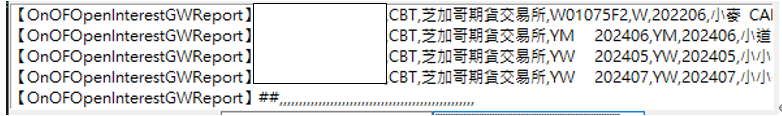 【OnOFOpenInterestGWReport】 ,CBT,芝加哥期貨交易所,W01075F2,W,202206,小麥 CAL
【OnOFOpenInterestGWReport】 ,CBT,芝加哥期貨交易所,YM 202406,YM,202406,小道
【OnOFOpenInterestGWReport】 ,CBT,芝加哥期貨交易所,YW 202405,YW,202405,小小
【OnOFOpenInterestGWReport】 ,CBT,芝加哥期貨交易所,YW 202407,YW,202407,小小
【OnOFOpenInterestGWReport】##,,,,,,,,,,,,,,,,,,,,,,,,,,,,,,,,,,,,,,,,,,,,,,,,,